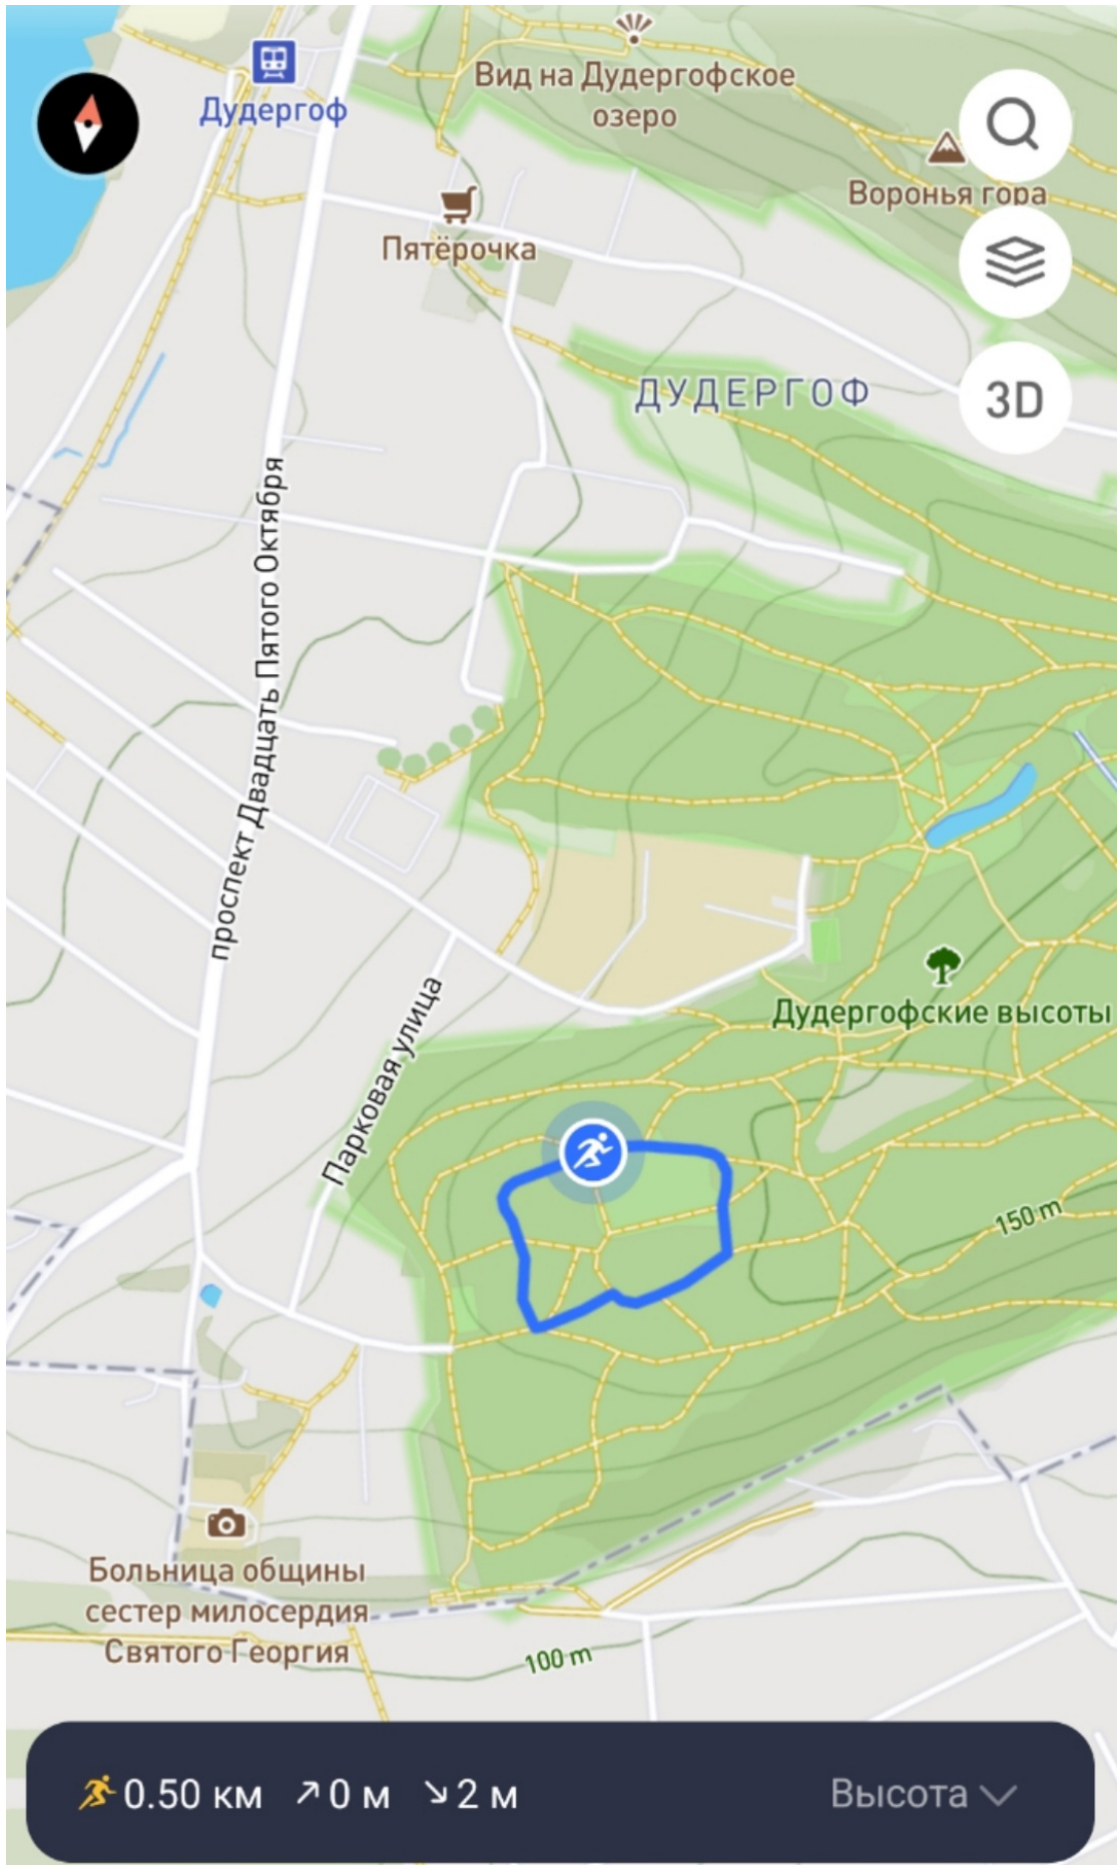 Вид на Дудергофское
озеро
Дудергоф
Воронья гора
Пятёрочка
ДУДЕРГОФ
3D
проспект Двадцать Пятого Октября
Парковая улица
Дудергофские высоты
150 m
Больница общины
сестер милосердия
Святого Георгия
100 m
0.50 км ↗ 0 м ↘ 2 м Высота